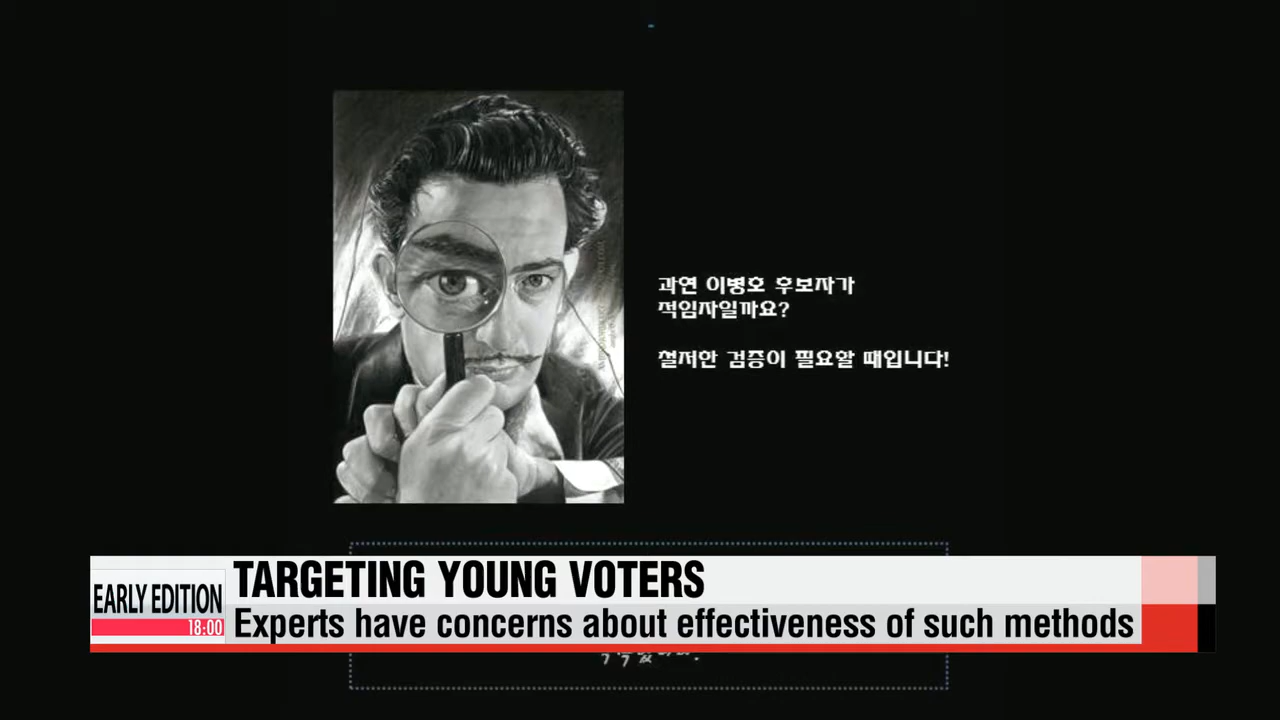 과연 이병호 후보자가
적임자일까요?
철저한 검증이 필요할 때입니다!
TARGETING YOUNG VOTERS
EARLY EDITION
18:00
Experts have concerns about effectiveness of such methods